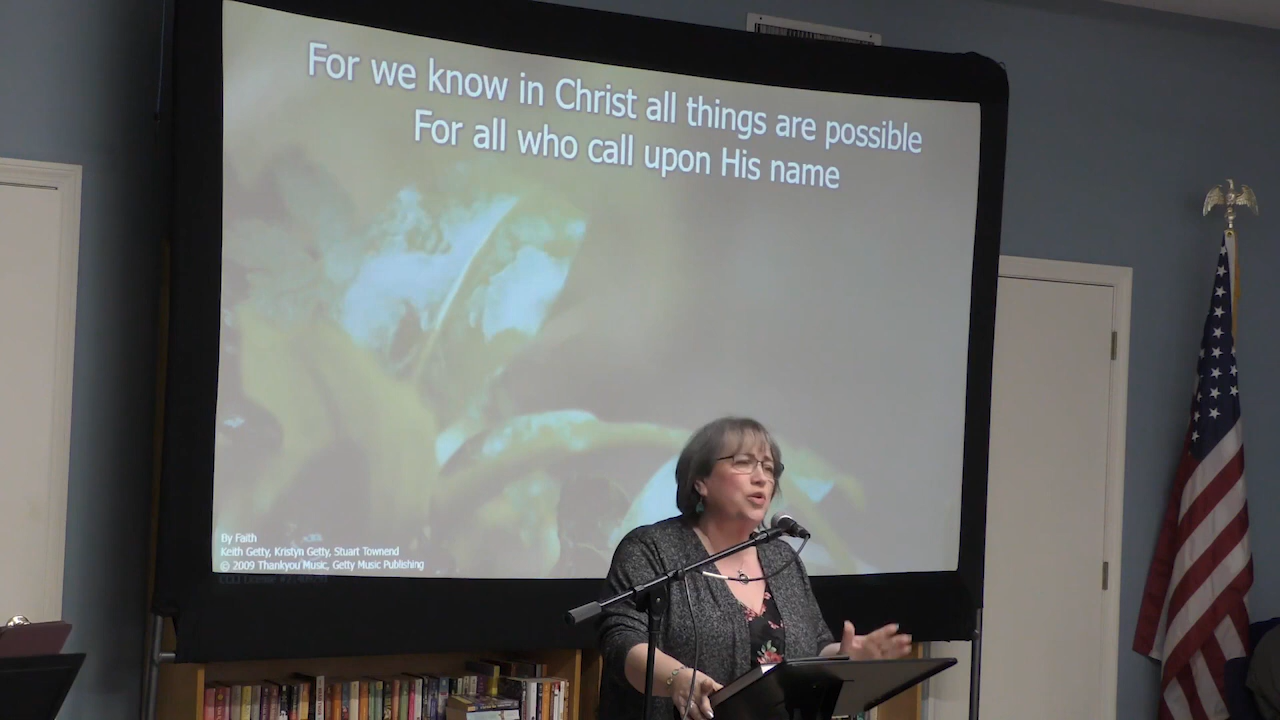 For we know in Christ all things are possible
For all who call upon His name
By Faith
Keith Getty, Kristyn Getty, Stuart Townend
© 2009 Thankyou Music, Getty Music Publishing